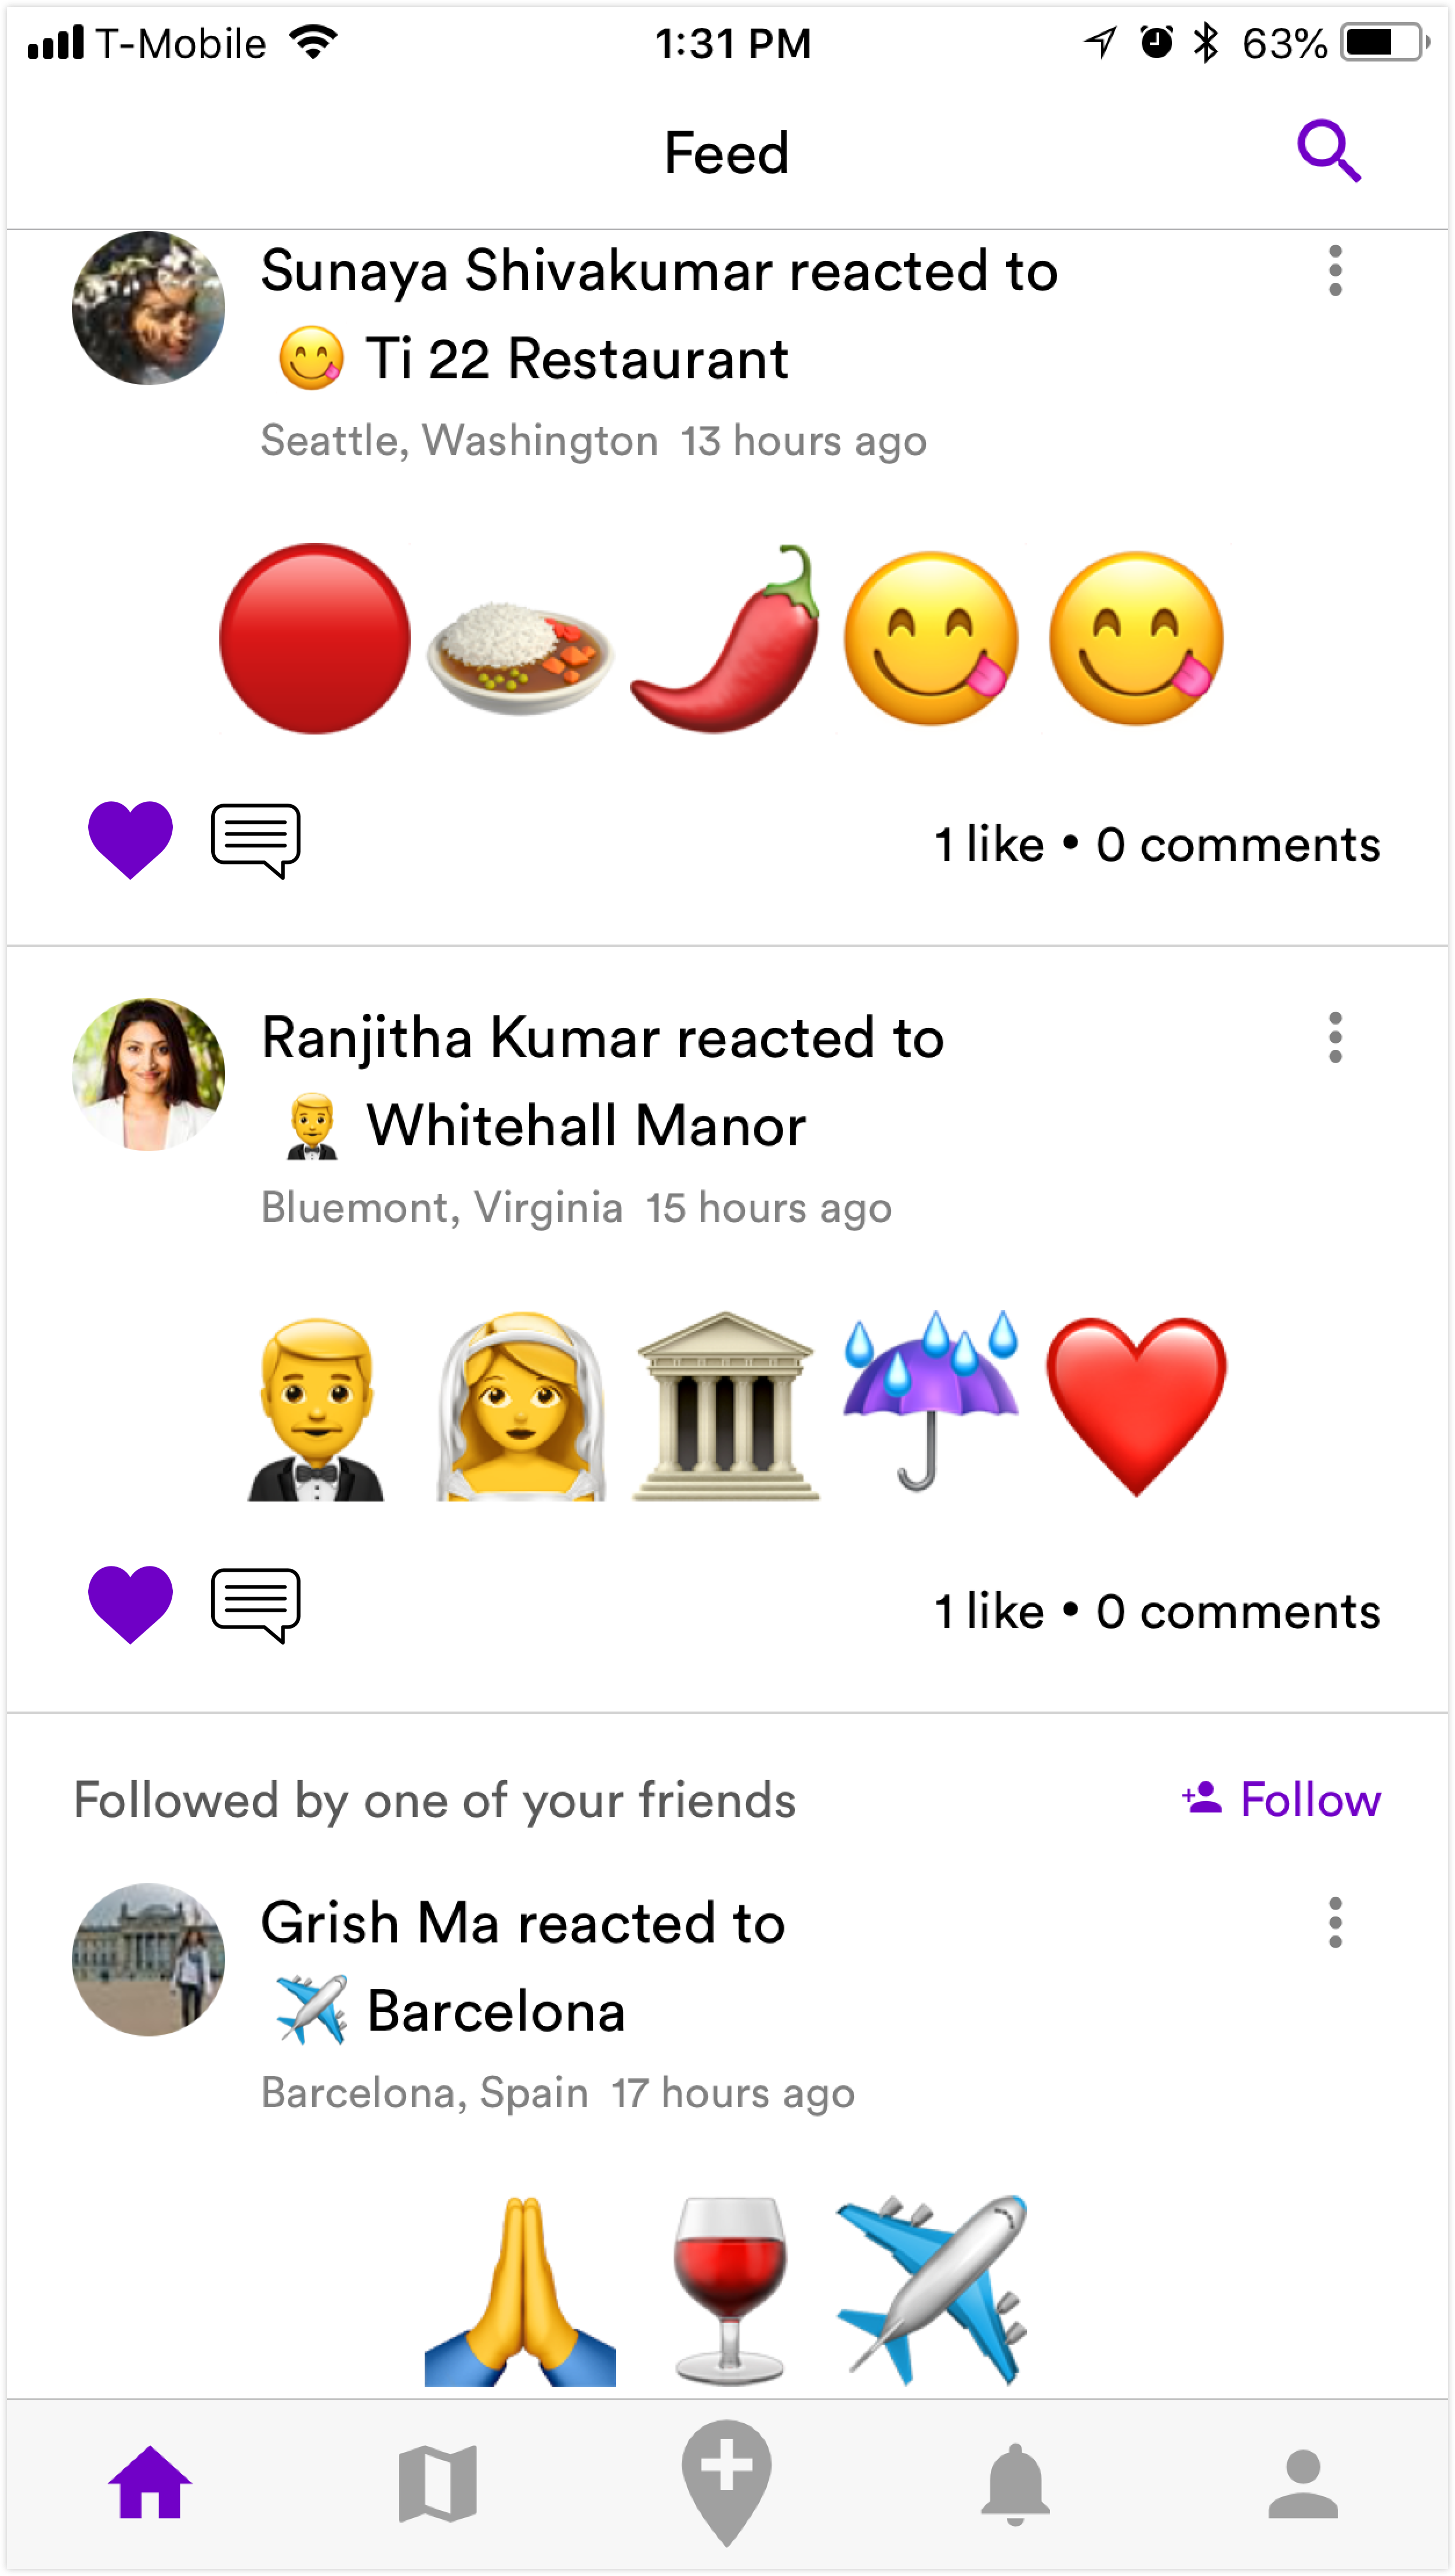 T-Mobile 1:31 PM 63%
Feed
Sunaya Shivakumar reacted to
😋 Ti 22 Restaurant
Seattle, Washington 13 hours ago
🔴🍛🌶️😋😋
1 like • 0 comments
Ranjitha Kumar reacted to
🤵 Whitehall Manor
Bluemont, Virginia 15 hours ago
🤵👰🏛️☔❤️
1 like • 0 comments
Followed by one of your friends Follow
Grish Ma reacted to
✈️ Barcelona
Barcelona, Spain 17 hours ago
🙏🍷✈️